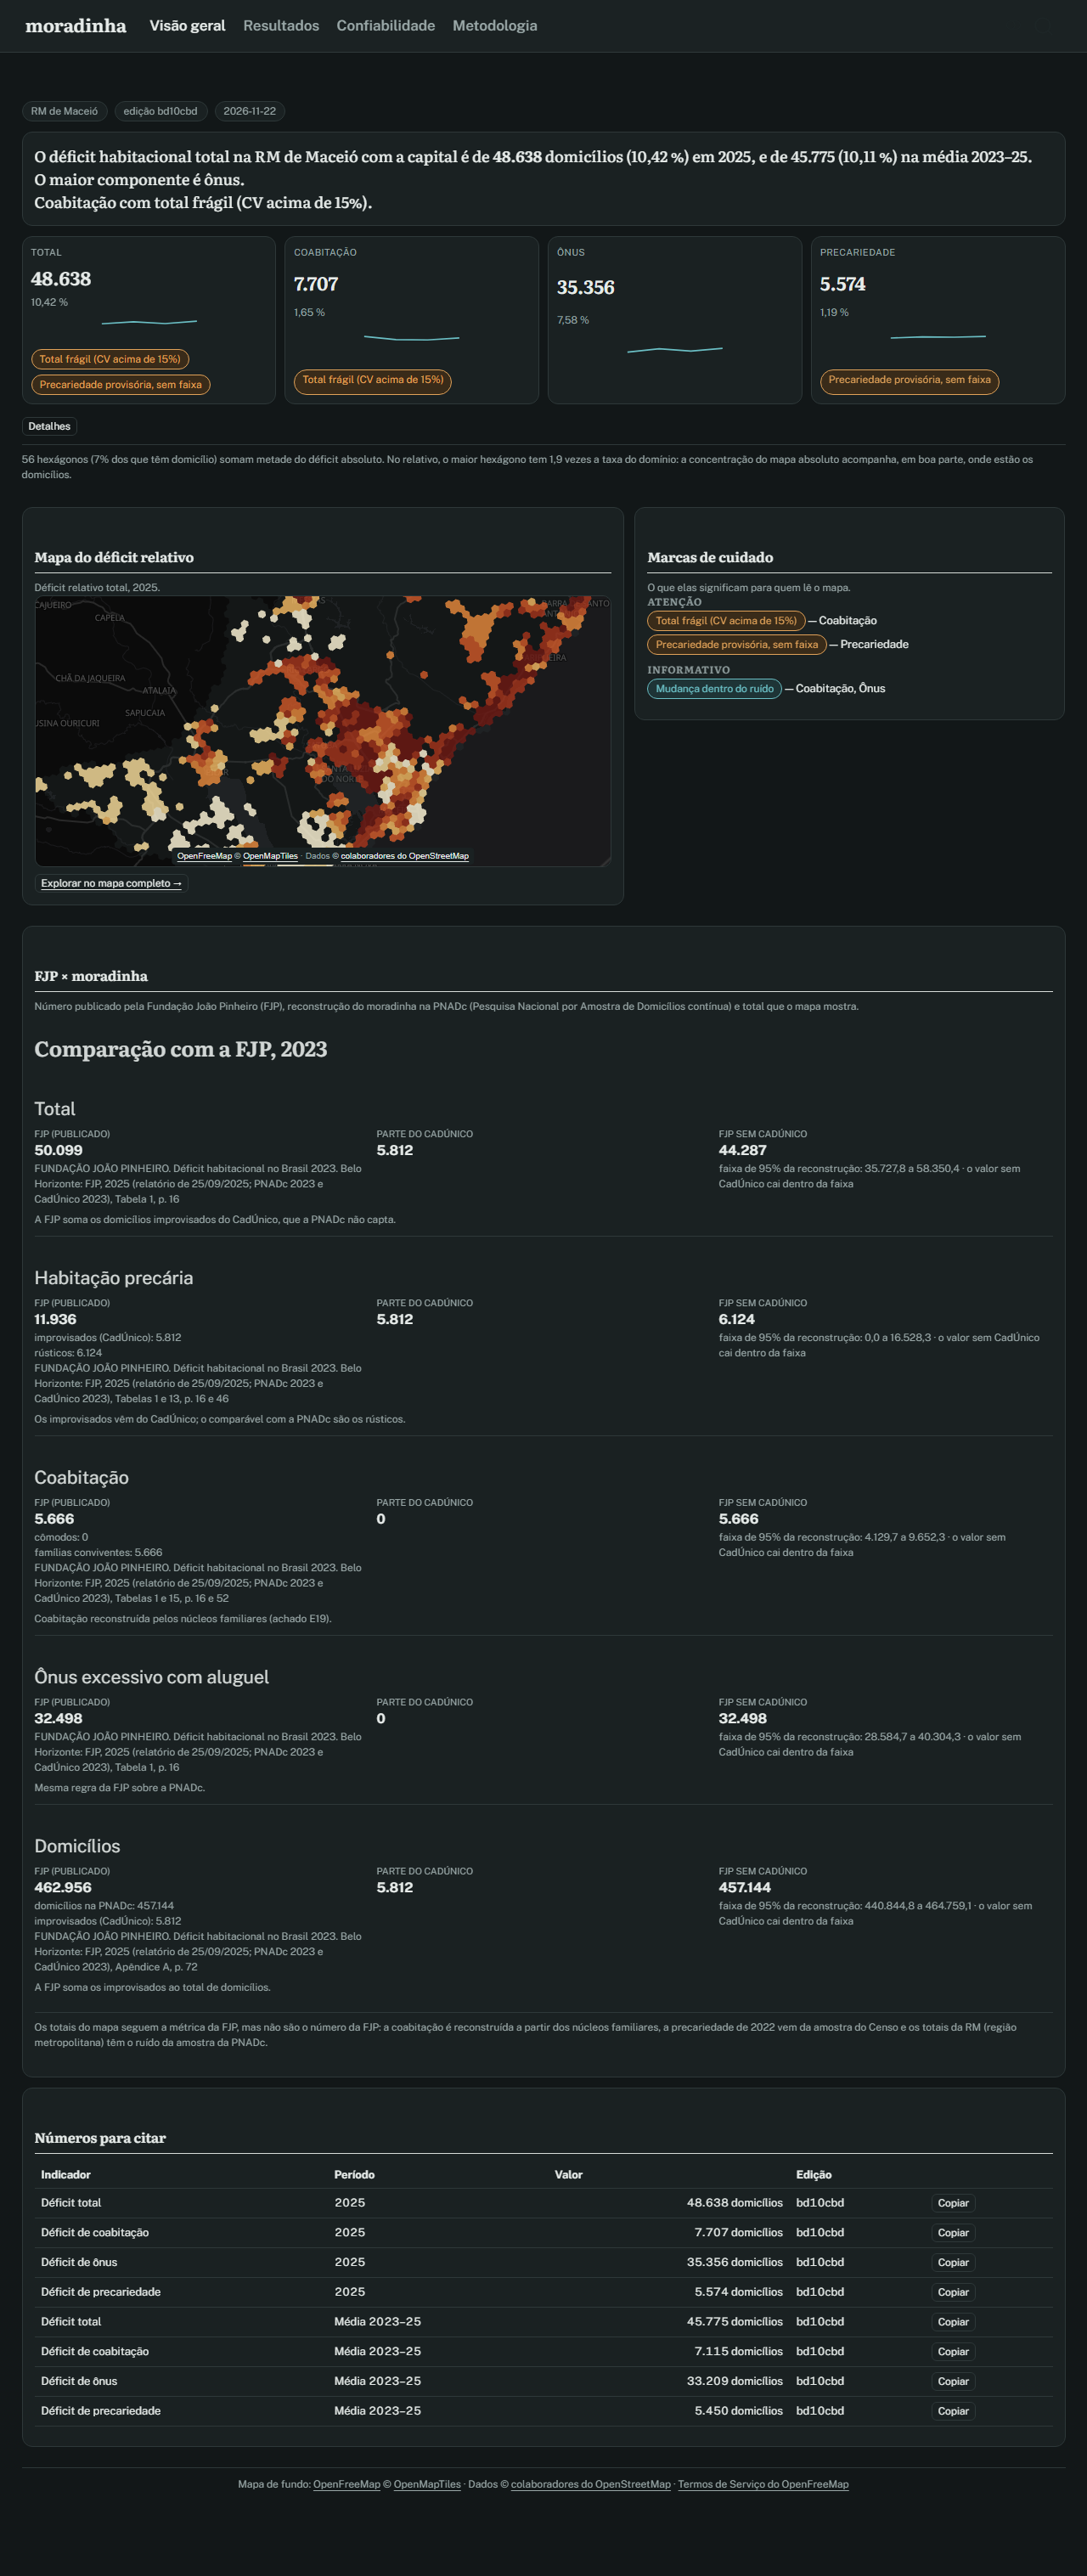 moradinha Visão geral Resultados Confiabilidade Metodologia
RM de Maceió edição bd10cbd 2026-11-22
O déficit habitacional total na RM de Maceió com a capital é de 48.638 domicílios (10,42 %) em 2025, e de 45.775 (10,11 %) na média 2023–25.
O maior componente é ônus.
Coabitação com total frágil (CV acima de 15%).
TOTAL
48.638
10,42 %
Total frágil (CV acima de 15%)
Precariedade provisória, sem faixa
COABITAÇÃO
7.707
1,65 %
Total frágil (CV acima de 15%)
ÔNUS
35.356
7,58 %
PRECARIEDADE
5.574
1,19 %
Precariedade provisória, sem faixa
Detalhes
56 hexágonos (7% dos que têm domicílio) somam metade do déficit absoluto. No relativo, o maior hexágono tem 1,9 vezes a taxa do domínio: a concentração do mapa absoluto acompanha, em boa parte, onde estão os
domicílios.
Mapa do déficit relativo
Déficit relativo total, 2025.
CAJUEIRO
CAPELA
CHÃ DA JAQUEIRA
ATALAIA
SAPUCAIA
USINA OURICURI
OpenFreeMap © OpenMapTiles · Dados © colaboradores do OpenStreetMap
Explorar no mapa completo →
Marcas de cuidado
O que elas significam para quem lê o mapa.
ATENÇÃO
Total frágil (CV acima de 15%) — Coabitação
Precariedade provisória, sem faixa — Precariedade
INFORMATIVO
Mudança dentro do ruído — Coabitação, Ônus
FJP × moradinha
Número publicado pela Fundação João Pinheiro (FJP), reconstrução do moradinha na PNADc (Pesquisa Nacional por Amostra de Domicílios contínua) e total que o mapa mostra.
Comparação com a FJP, 2023
Total
FJP (PUBLICADO)
50.099
FUNDAÇÃO JOÃO PINHEIRO. Déficit habitacional no Brasil 2023. Belo
Horizonte: FJP, 2025 (relatório de 25/09/2025; PNADc 2023 e
CadÚnico 2023), Tabela 1, p. 16
PARTE DO CADÚNICO
5.812
FJP SEM CADÚNICO
44.287
faixa de 95% da reconstrução: 35.727,8 a 58.350,4 · o valor sem
CadÚnico cai dentro da faixa
A FJP soma os domicílios improvisados do CadÚnico, que a PNADc não capta.
Habitação precária
FJP (PUBLICADO)
11.936
improvisados (CadÚnico): 5.812
rústicos: 6.124
FUNDAÇÃO JOÃO PINHEIRO. Déficit habitacional no Brasil 2023. Belo
Horizonte: FJP, 2025 (relatório de 25/09/2025; PNADc 2023 e
CadÚnico 2023), Tabelas 1 e 13, p. 16 e 46
PARTE DO CADÚNICO
5.812
FJP SEM CADÚNICO
6.124
faixa de 95% da reconstrução: 0,0 a 16.528,3 · o valor sem CadÚnico
cai dentro da faixa
Os improvisados vêm do CadÚnico; o comparável com a PNADc são os rústicos.
Coabitação
FJP (PUBLICADO)
5.666
cômodos: 0
famílias conviventes: 5.666
FUNDAÇÃO JOÃO PINHEIRO. Déficit habitacional no Brasil 2023. Belo
Horizonte: FJP, 2025 (relatório de 25/09/2025; PNADc 2023 e
CadÚnico 2023), Tabelas 1 e 15, p. 16 e 52
PARTE DO CADÚNICO
0
FJP SEM CADÚNICO
5.666
faixa de 95% da reconstrução: 4.129,7 a 9.652,3 · o valor sem
CadÚnico cai dentro da faixa
Coabitação reconstruída pelos núcleos familiares (achado E19).
Ônus excessivo com aluguel
FJP (PUBLICADO)
32.498
FUNDAÇÃO JOÃO PINHEIRO. Déficit habitacional no Brasil 2023. Belo
Horizonte: FJP, 2025 (relatório de 25/09/2025; PNADc 2023 e
CadÚnico 2023), Tabela 1, p. 16
PARTE DO CADÚNICO
0
FJP SEM CADÚNICO
32.498
faixa de 95% da reconstrução: 28.584,7 a 40.304,3 · o valor sem
CadÚnico cai dentro da faixa
Mesma regra da FJP sobre a PNADc.
Domicílios
FJP (PUBLICADO)
462.956
domicílios na PNADc: 457.144
improvisados (CadÚnico): 5.812
FUNDAÇÃO JOÃO PINHEIRO. Déficit habitacional no Brasil 2023. Belo
Horizonte: FJP, 2025 (relatório de 25/09/2025; PNADc 2023 e
CadÚnico 2023), Apêndice A, p. 72
PARTE DO CADÚNICO
5.812
FJP SEM CADÚNICO
457.144
faixa de 95% da reconstrução: 440.844,8 a 464.759,1 · o valor sem
CadÚnico cai dentro da faixa
A FJP soma os improvisados ao total de domicílios.
Os totais do mapa seguem a métrica da FJP, mas não são o número da FJP: a coabitação é reconstruída a partir dos núcleos familiares, a precariedade de 2022 vem da amostra do Censo e os totais da RM (região
metropolitana) têm o ruído da amostra da PNADc.
Números para citar
Indicador Período Valor Edição
Déficit total 2025 48.638 domicílios bd10cbd Copiar
Déficit de coabitação 2025 7.707 domicílios bd10cbd Copiar
Déficit de ônus 2025 35.356 domicílios bd10cbd Copiar
Déficit de precariedade 2025 5.574 domicílios bd10cbd Copiar
Déficit total Média 2023–25 45.775 domicílios bd10cbd Copiar
Déficit de coabitação Média 2023–25 7.115 domicílios bd10cbd Copiar
Déficit de ônus Média 2023–25 33.209 domicílios bd10cbd Copiar
Déficit de precariedade Média 2023–25 5.450 domicílios bd10cbd Copiar
Mapa de fundo: OpenFreeMap © OpenMapTiles · Dados © colaboradores do OpenStreetMap · Termos de Serviço do OpenFreeMap